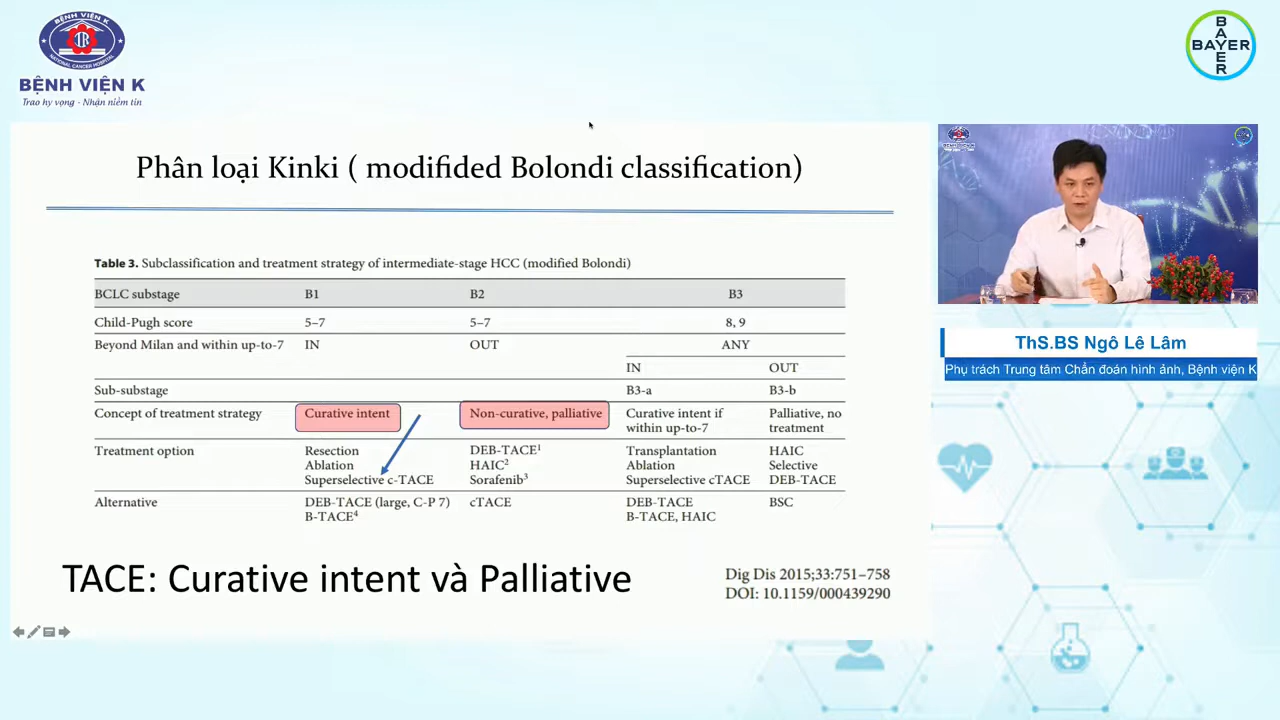 BỆNH VIỆN K
NATIONAL CANCER HOSPITAL
BỆNH VIỆN K
Trao hy vọng - Nhận niềm tin
BAYER
BAYER
Phân loại Kinki ( modifided Bolondi classification)
Table 3. Subclassification and treatment strategy of intermediate-stage HCC (modified Bolondi)
BCLC substage B1 B2 B3
Child-Pugh score 5–7 5–7 8, 9
Beyond Milan and within up-to-7 IN OUT ANY
IN OUT
Sub-substage B3-a B3-b
Concept of treatment strategy Curative intent Non-curative, palliative Curative intent if Palliative, no
within up-to-7 treatment
Treatment option Resection DEB-TACE¹ Transplantation HAIC
Ablation HAIC² Ablation Selective
Superselective c-TACE Sorafenib³ Superselective cTACE DEB-TACE
Alternative DEB-TACE (large, C-P 7) cTACE DEB-TACE BSC
B-TACE⁴ B-TACE, HAIC
TACE: Curative intent và Palliative
Dig Dis 2015;33:751–758
DOI: 10.1159/000439290
ThS.BS Ngô Lê Lâm
Phụ trách Trung tâm Chẩn đoán hình ảnh, Bệnh viện K